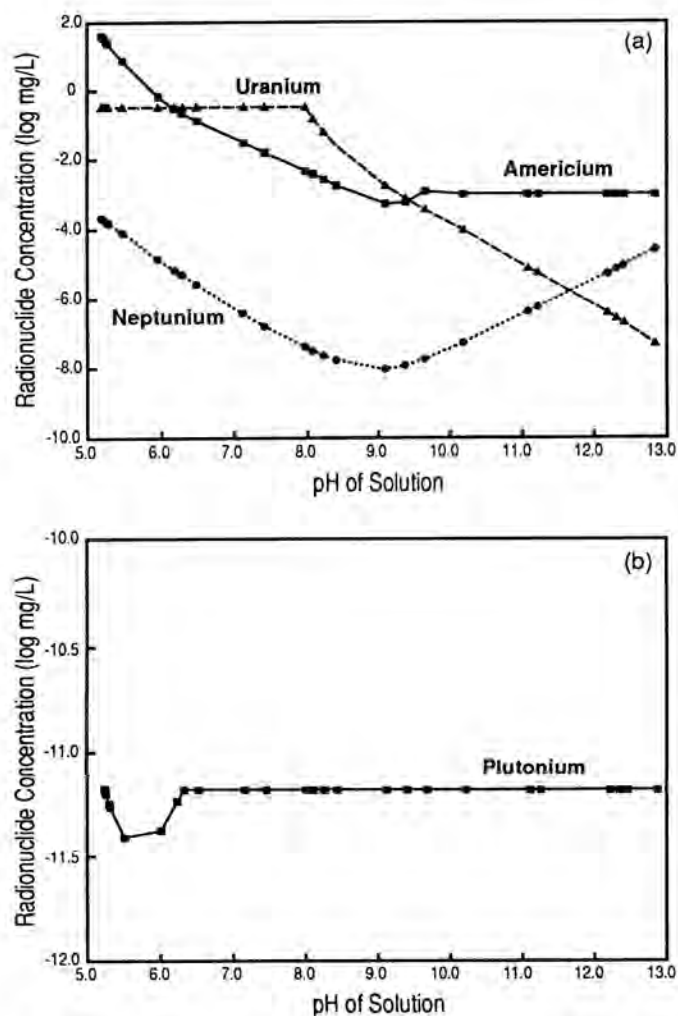 (a)
Radionuclide Concentration (log mg/L)
2.0
0
-2.0
-4.0
-6.0
-8.0
-10.0
Uranium
Americium
Neptunium
5.0 6.0 7.0 8.0 9.0 10.0 11.0 12.0 13.0
pH of Solution
(b)
Radionuclide Concentration (log mg/L)
-10.0
-10.5
-11.0
-11.5
-12.0
Plutonium
5.0 6.0 7.0 8.0 9.0 10.0 11.0 12.0 13.0
pH of Solution